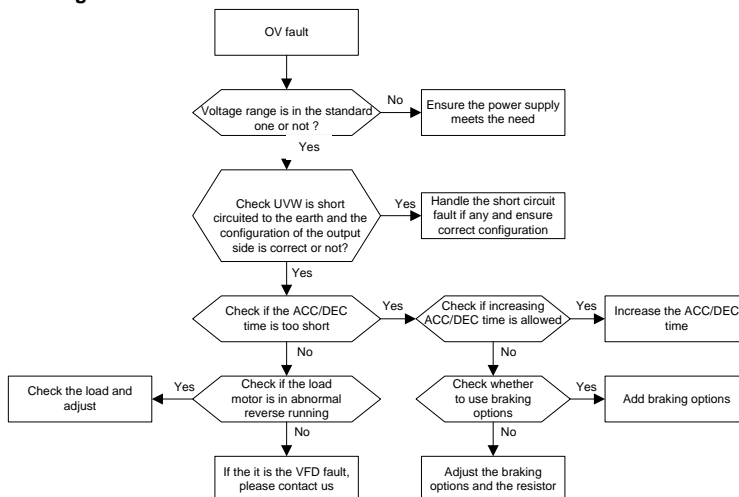 OV fault
Voltage range is in the standard
one or not ?
No
Ensure the power supply
meets the need
Yes
Check UVW is short
circuited to the earth and the
configuration of the output
side is correct or not?
Yes
Handle the short circuit
fault if any and ensure
correct configuration
Yes
Check if the ACC/DEC
time is too short
Yes
Check if increasing
ACC/DEC time is allowed
Yes
Increase the ACC/DEC
time
No
No
Check the load and
adjust
Yes
Check if the load
motor is in abnormal
reverse running
Check whether
to use braking
options
Yes
Add braking options
No
No
If the it is the VFD fault,
please contact us
Adjust the braking
options and the resistor